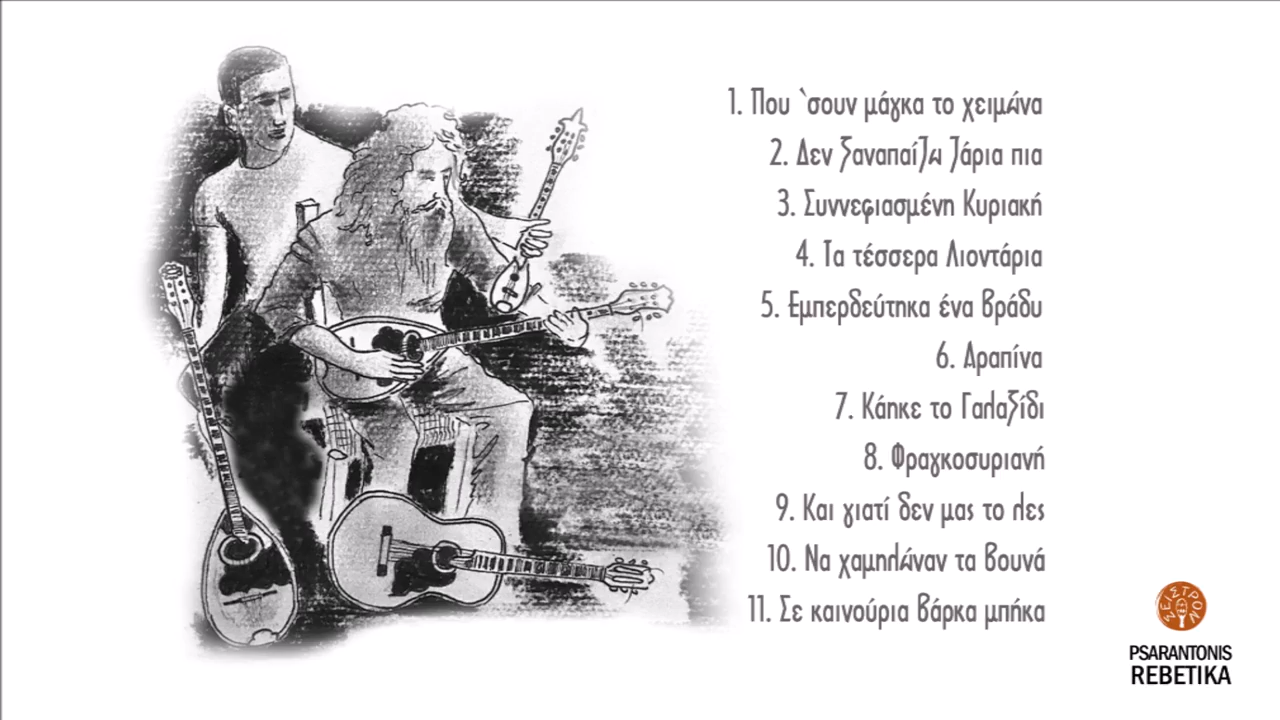 1. Που `σουν μάγκα το χειμώνα
2. Δεν ξαναπαίζω ζάρια πια
3. Συννεφιασμένη Κυριακή
4. Τα τέσσερα Λιοντάρια
5. Εμπερδεύτηκα ένα βράδυ
6. Αραπίνα
7. Κάηκε το Γαλαξίδι
8. Φραγκοσυριανή
9. Και γιατί δεν μας το λες
10. Να χαμηλώναν τα βουνά
11. Σε καινούρια βάρκα μπήκα
ΜΕΙΣΤΡΟΝ
PSARANTONIS
REBETIKA